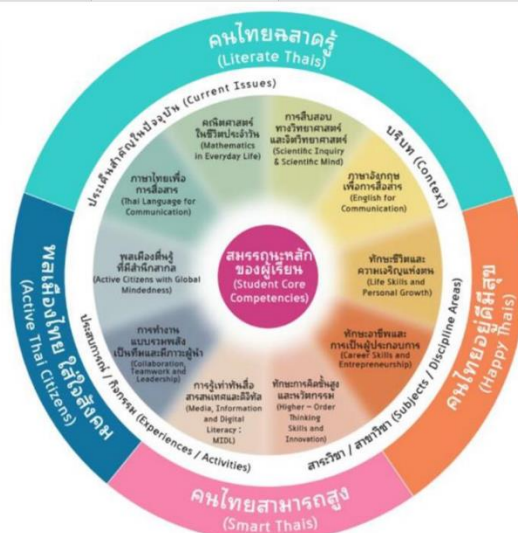 คนไทยฉลาดรู้
(Literate Thais)
ประเด็นสำคัญในปัจจุบัน (Current Issues)
บริบท (Context)
คณิตศาสตร์
ในชีวิตประจำวัน
(Mathematics
in Everyday Life)
การสืบสอบ
ทางวิทยาศาสตร์
และจิตวิทยาศาสตร์
(Scientific Inquiry
& Scientific Mind)
ภาษาไทยเพื่อ
การสื่อสาร
(Thai Language for
Communication)
ภาษาอังกฤษ
เพื่อการสื่อสาร
(English for
Communication)
พลเมืองตื่นรู้
ที่มีสำนึกสากล
(Active Citizens with Global
Mindedness)
สมรรถนะหลัก
ของผู้เรียน
(Student Core
Competencies)
ทักษะชีวิตและ
ความเจริญแห่งตน
(Life Skills and
Personal Growth)
การทำงาน
แบบรวมพลัง
เป็นทีมและมีภาวะผู้นำ
(Collaboration,
Teamwork and
Leadership)
ทักษะอาชีพและ
การเป็นผู้ประกอบการ
(Career Skills and
Entrepreneurship)
การรู้เท่าทันสื่อ
สารสนเทศและดิจิทัล
(Media, Information
and Digital
Literacy :
MIDL)
ทักษะการคิดขั้นสูง
และนวัตกรรม
(Higher - Order
Thinking
Skills and
Innovation)
ประสบการณ์ / กิจกรรม (Experiences / Activities)
สาระวิชา / สาขาวิชา (Subjects / Discipline Areas)
พลเมืองไทย ใส่ใจสังคม
(Active Thai Citizens)
คนไทยอยู่ดีมีสุข
(Happy Thais)
คนไทยสามารถสูง
(Smart Thais)